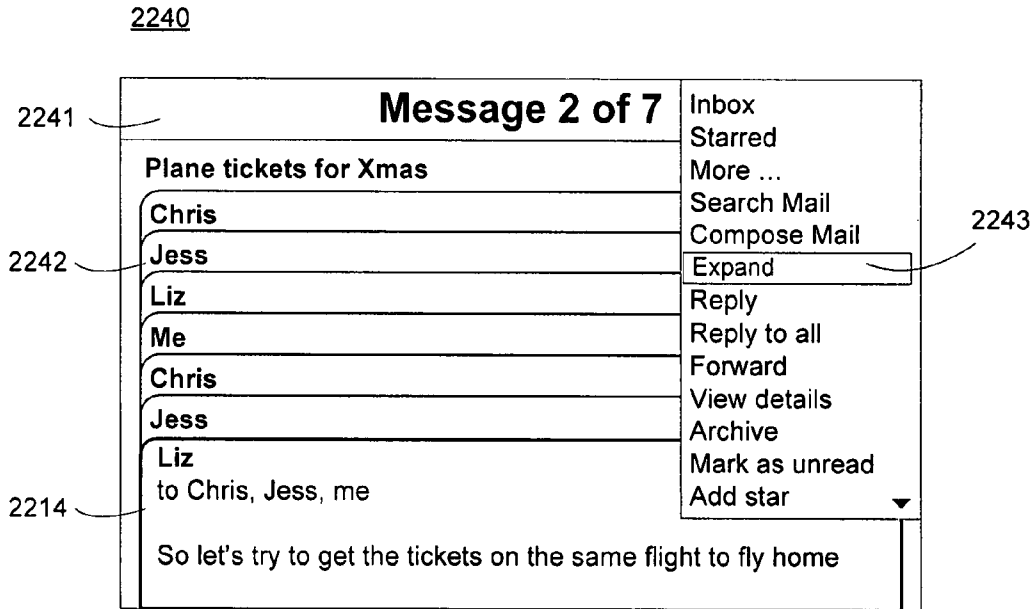 2240
2241
Message 2 of 7
Plane tickets for Xmas
Chris
2242
Jess
Liz
Me
Chris
Jess
Liz
to Chris, Jess, me
2214
So let's try to get the tickets on the same flight to fly home
Inbox
Starred
More ...
Search Mail
Compose Mail
2243
Expand
Reply
Reply to all
Forward
View details
Archive
Mark as unread
Add star